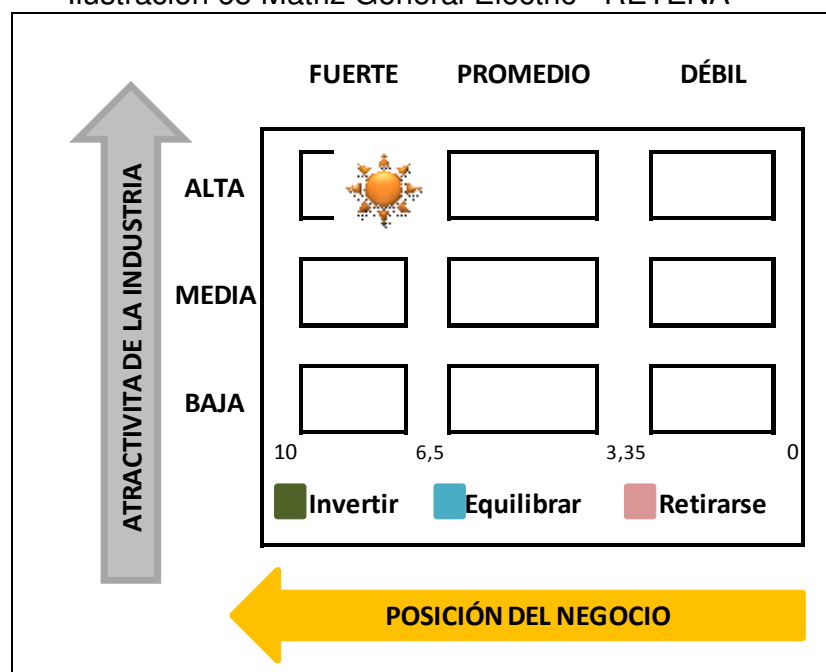 FUERTE PROMEDIO DÉBIL
ALTA
MEDIA
BAJA
10 6,5 3,35 0
Invertir Equilibrar Retirarse
ATRACTIVITA DE LA INDUSTRIA
POSICIÓN DEL NEGOCIO